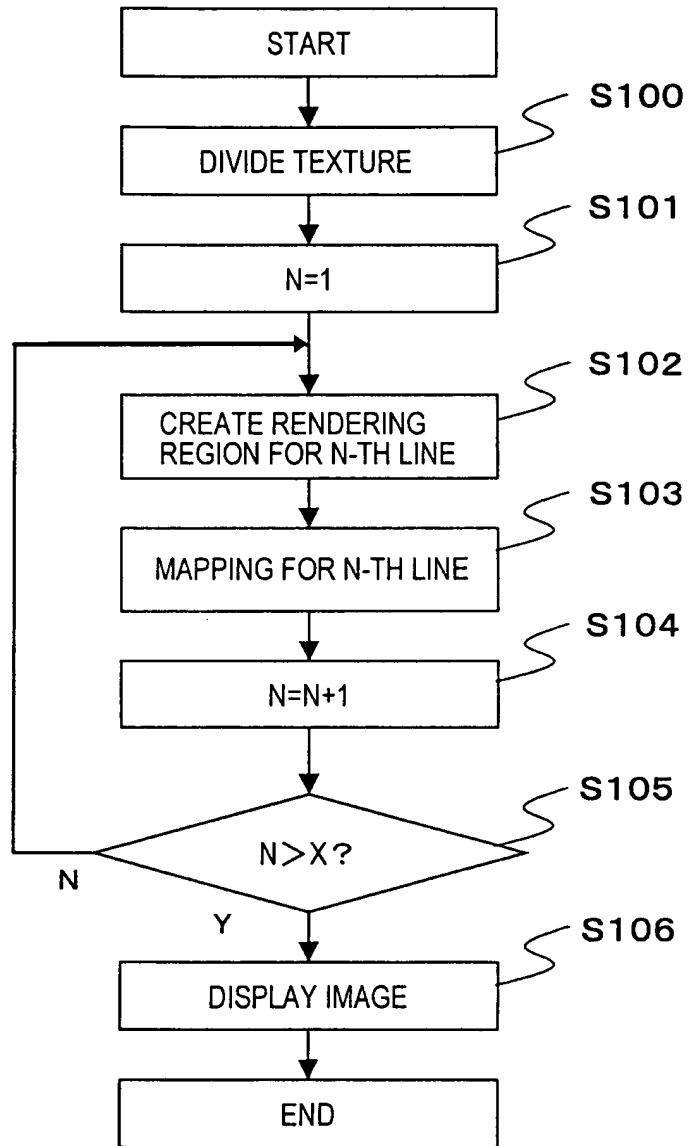 START
S100
DIVIDE TEXTURE
S101
N=1
S102
CREATE RENDERING
REGION FOR N-TH LINE
S103
MAPPING FOR N-TH LINE
S104
N=N+1
S105
N>X?
N
Y
S106
DISPLAY IMAGE
END